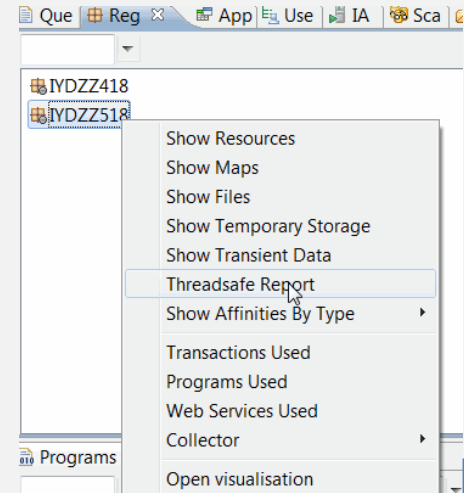 Que Reg App Use IA Sca
IYDZZ418
IYDZZ518
Show Resources
Show Maps
Show Files
Show Temporary Storage
Show Transient Data
Threadsafe Report
Show Affinities By Type
Transactions Used
Programs Used
Web Services Used
Collector
Programs
Open visualisation